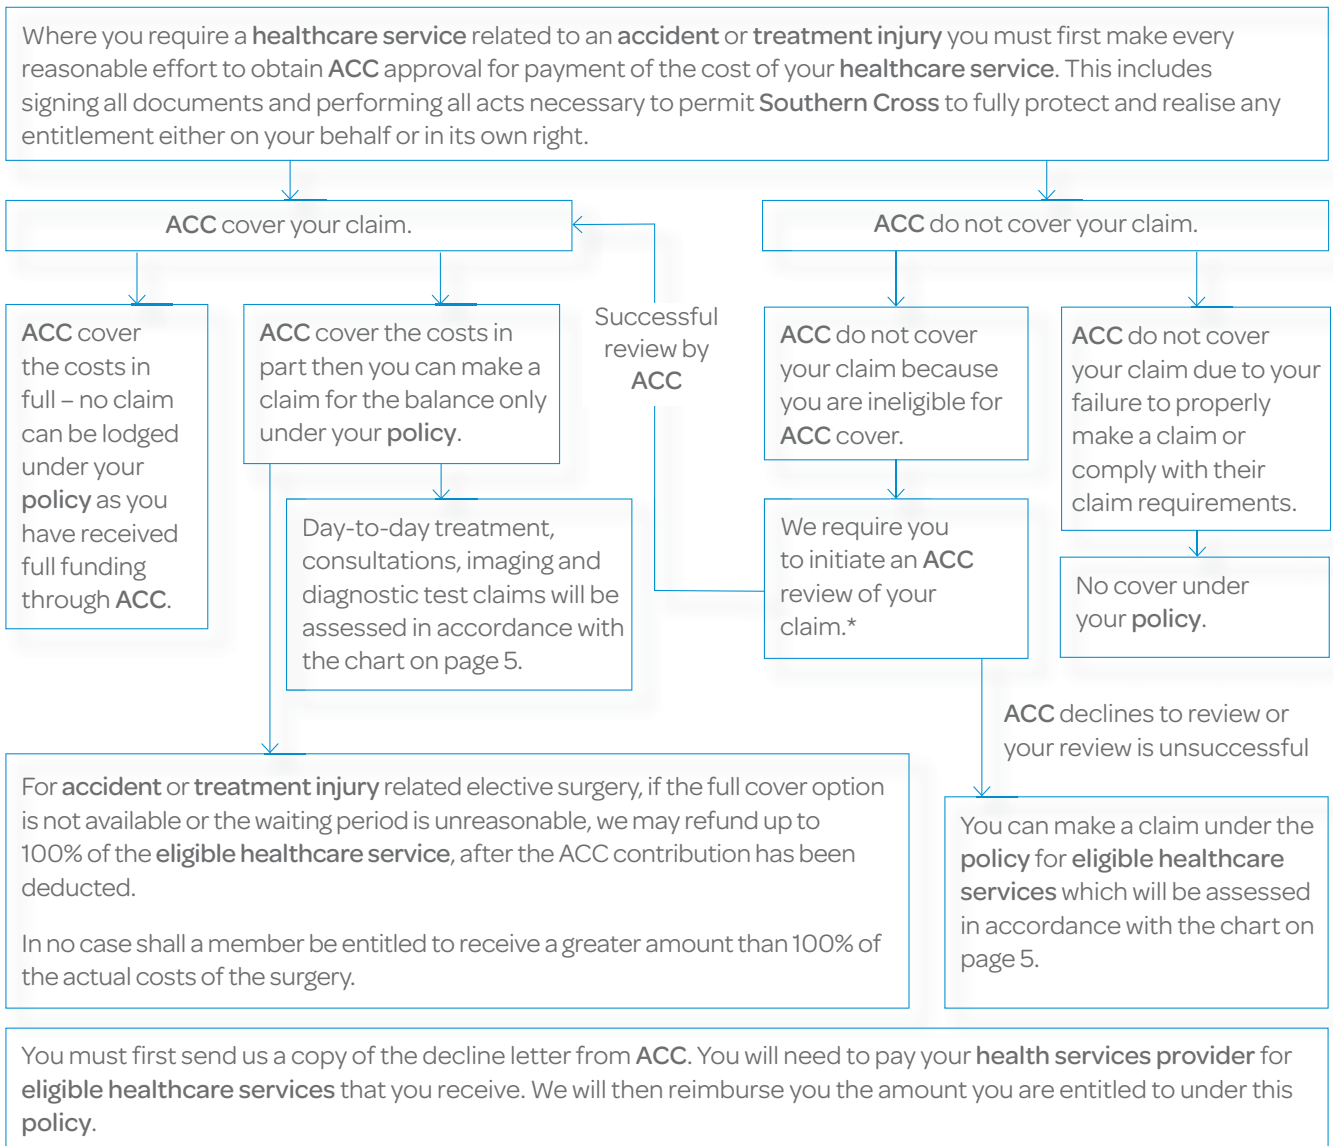 Where you require a healthcare service related to an accident or treatment injury you must first make every
reasonable effort to obtain ACC approval for payment of the cost of your healthcare service. This includes
signing all documents and performing all acts necessary to permit Southern Cross to fully protect and realise any
entitlement either on your behalf or in its own right.
ACC cover your claim.
ACC do not cover your claim.
ACC cover
the costs in
full – no claim
can be lodged
under your
policy as you
have received
full funding
through ACC.
ACC cover the costs in
part then you can make a
claim for the balance only
under your policy.
Successful
review by
ACC
ACC do not cover
your claim because
you are ineligible for
ACC cover.
ACC do not cover
your claim due to your
failure to properly
make a claim or
comply with their
claim requirements.
Day-to-day treatment,
consultations, imaging and
diagnostic test claims will be
assessed in accordance with
the chart on page 5.
We require you
to initiate an ACC
review of your
claim.*
No cover under
your policy.
ACC declines to review or
your review is unsuccessful
For accident or treatment injury related elective surgery, if the full cover option
is not available or the waiting period is unreasonable, we may refund up to
100% of the eligible healthcare service, after the ACC contribution has been
deducted.
In no case shall a member be entitled to receive a greater amount than 100% of
the actual costs of the surgery.
You can make a claim under the
policy for eligible healthcare
services which will be assessed
in accordance with the chart on
page 5.
You must first send us a copy of the decline letter from ACC. You will need to pay your health services provider for
eligible healthcare services that you receive. We will then reimburse you the amount you are entitled to under this
policy.